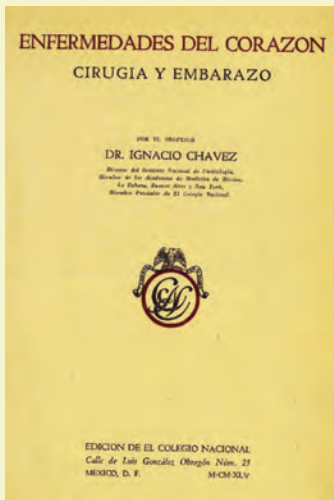 ENFERMEDADES DEL CORAZON
CIRUGIA Y EMBARAZO
POR EL PROFESOR
DR. IGNACIO CHAVEZ
Director del Instituto Nacional de Cardiología,
Miembro de las Academias de Medicina de México,
La Habana, Buenos Aires y New York,
Miembro Fundador de El Colegio Nacional.
EDICION DE EL COLEGIO NACIONAL
Calle de Luis González Obregón Núm. 23
MEXICO, D. F. M-CM-XLV